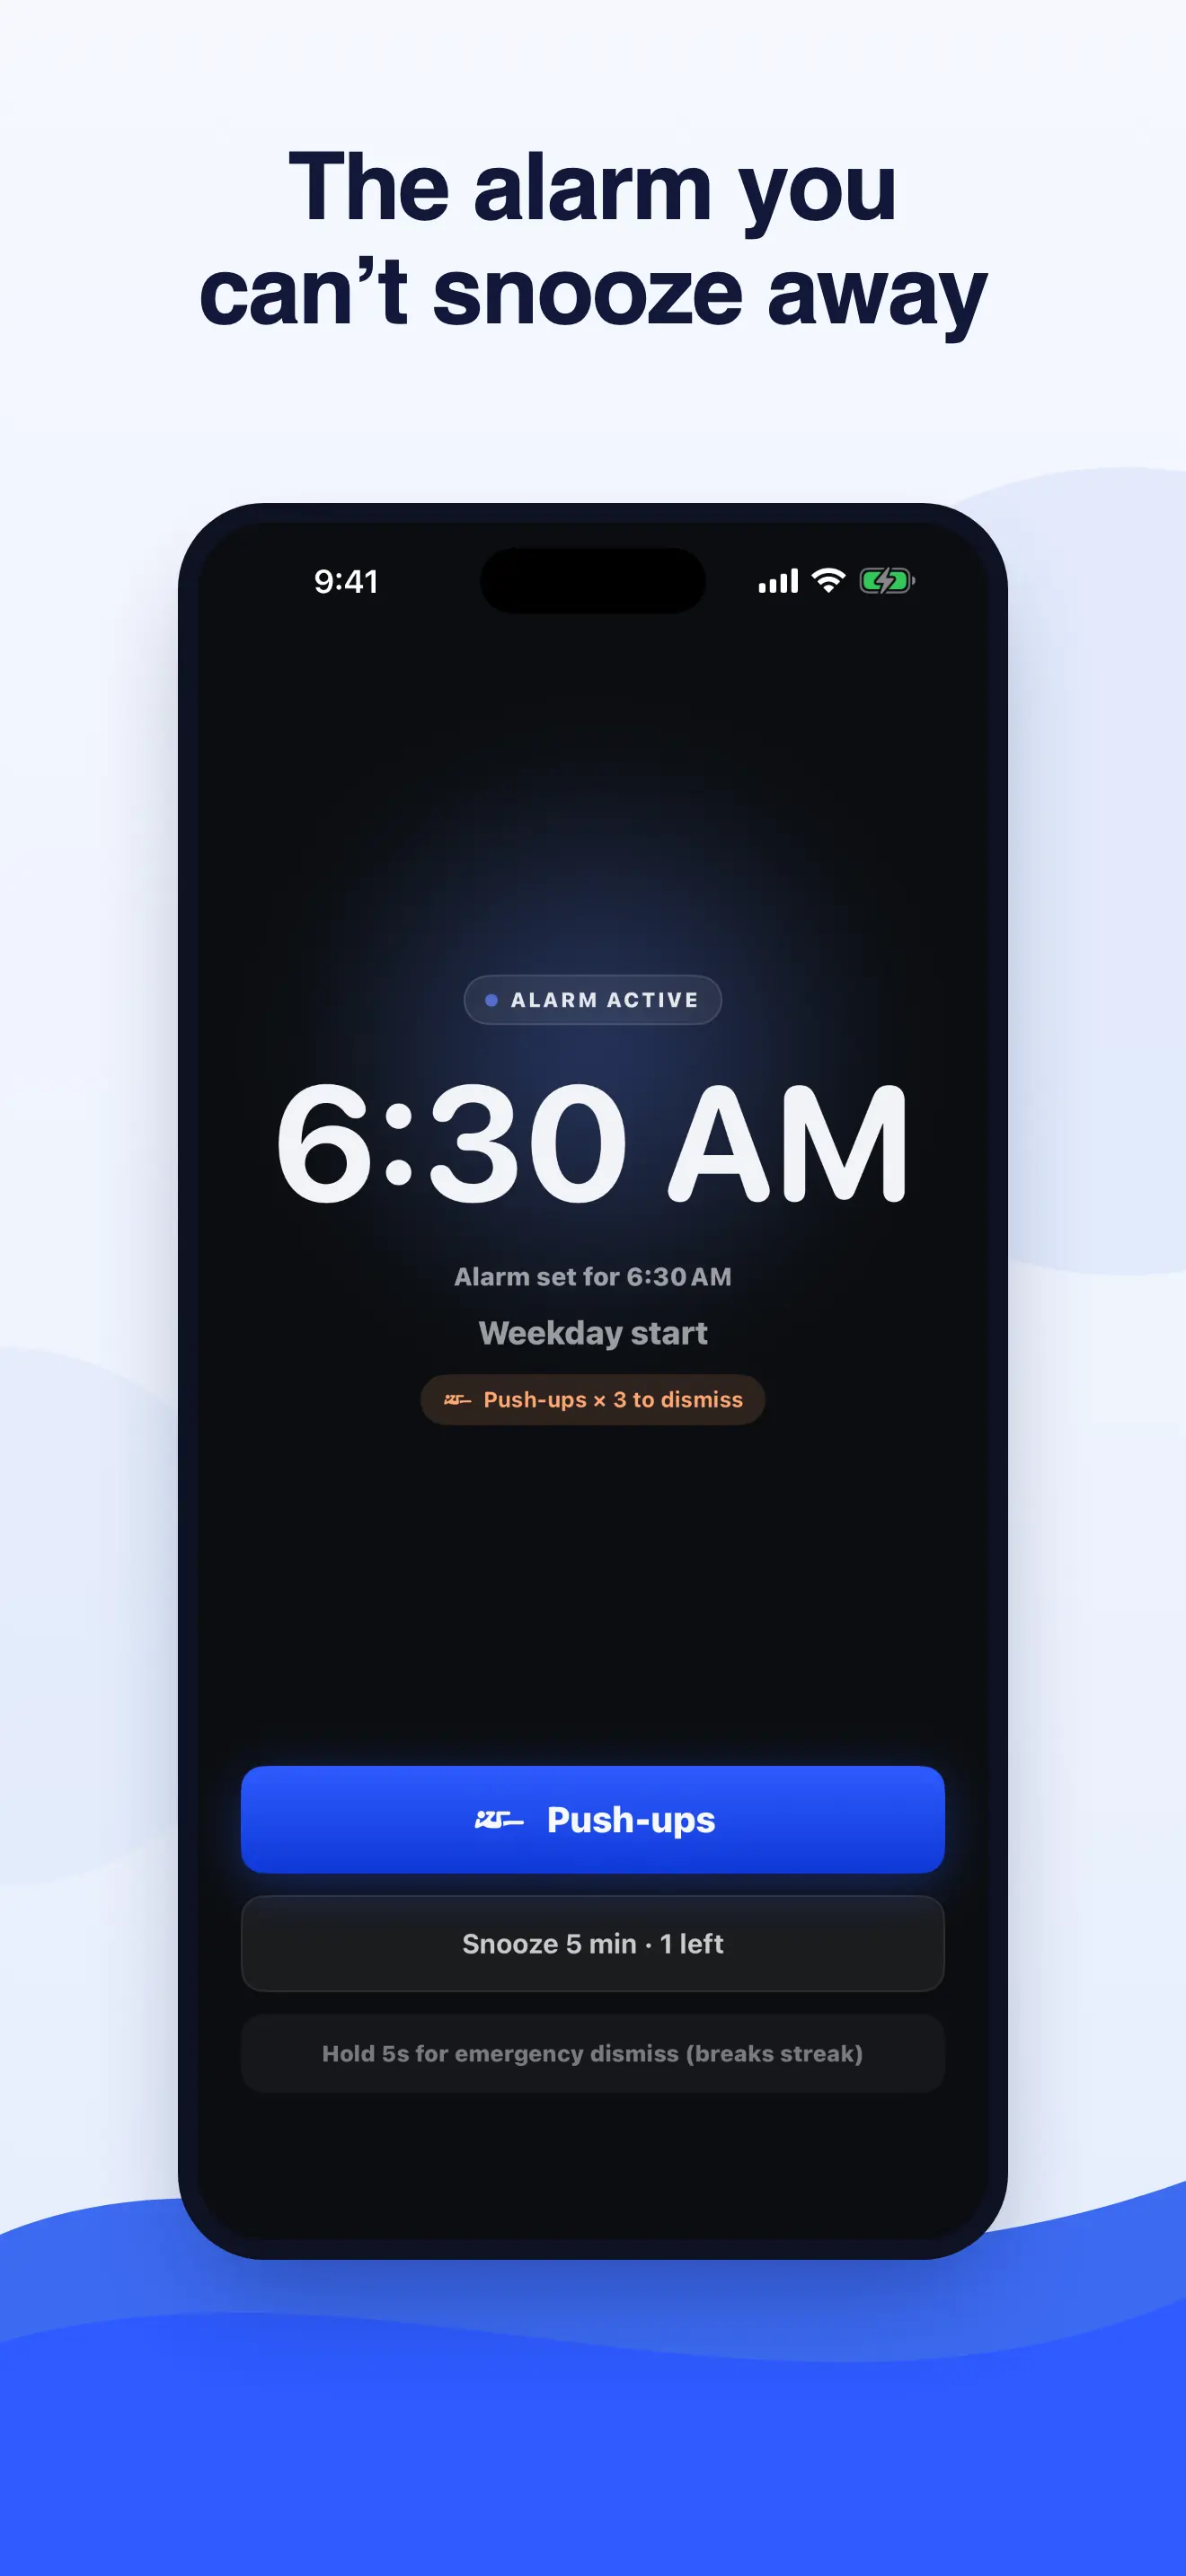 The alarm you
can’t snooze away
9:41
ALARM ACTIVE
6:30 AM
Alarm set for 6:30 AM
Weekday start
Push-ups × 3 to dismiss
Push-ups
Snooze 5 min · 1 left
Hold 5s for emergency dismiss (breaks streak)